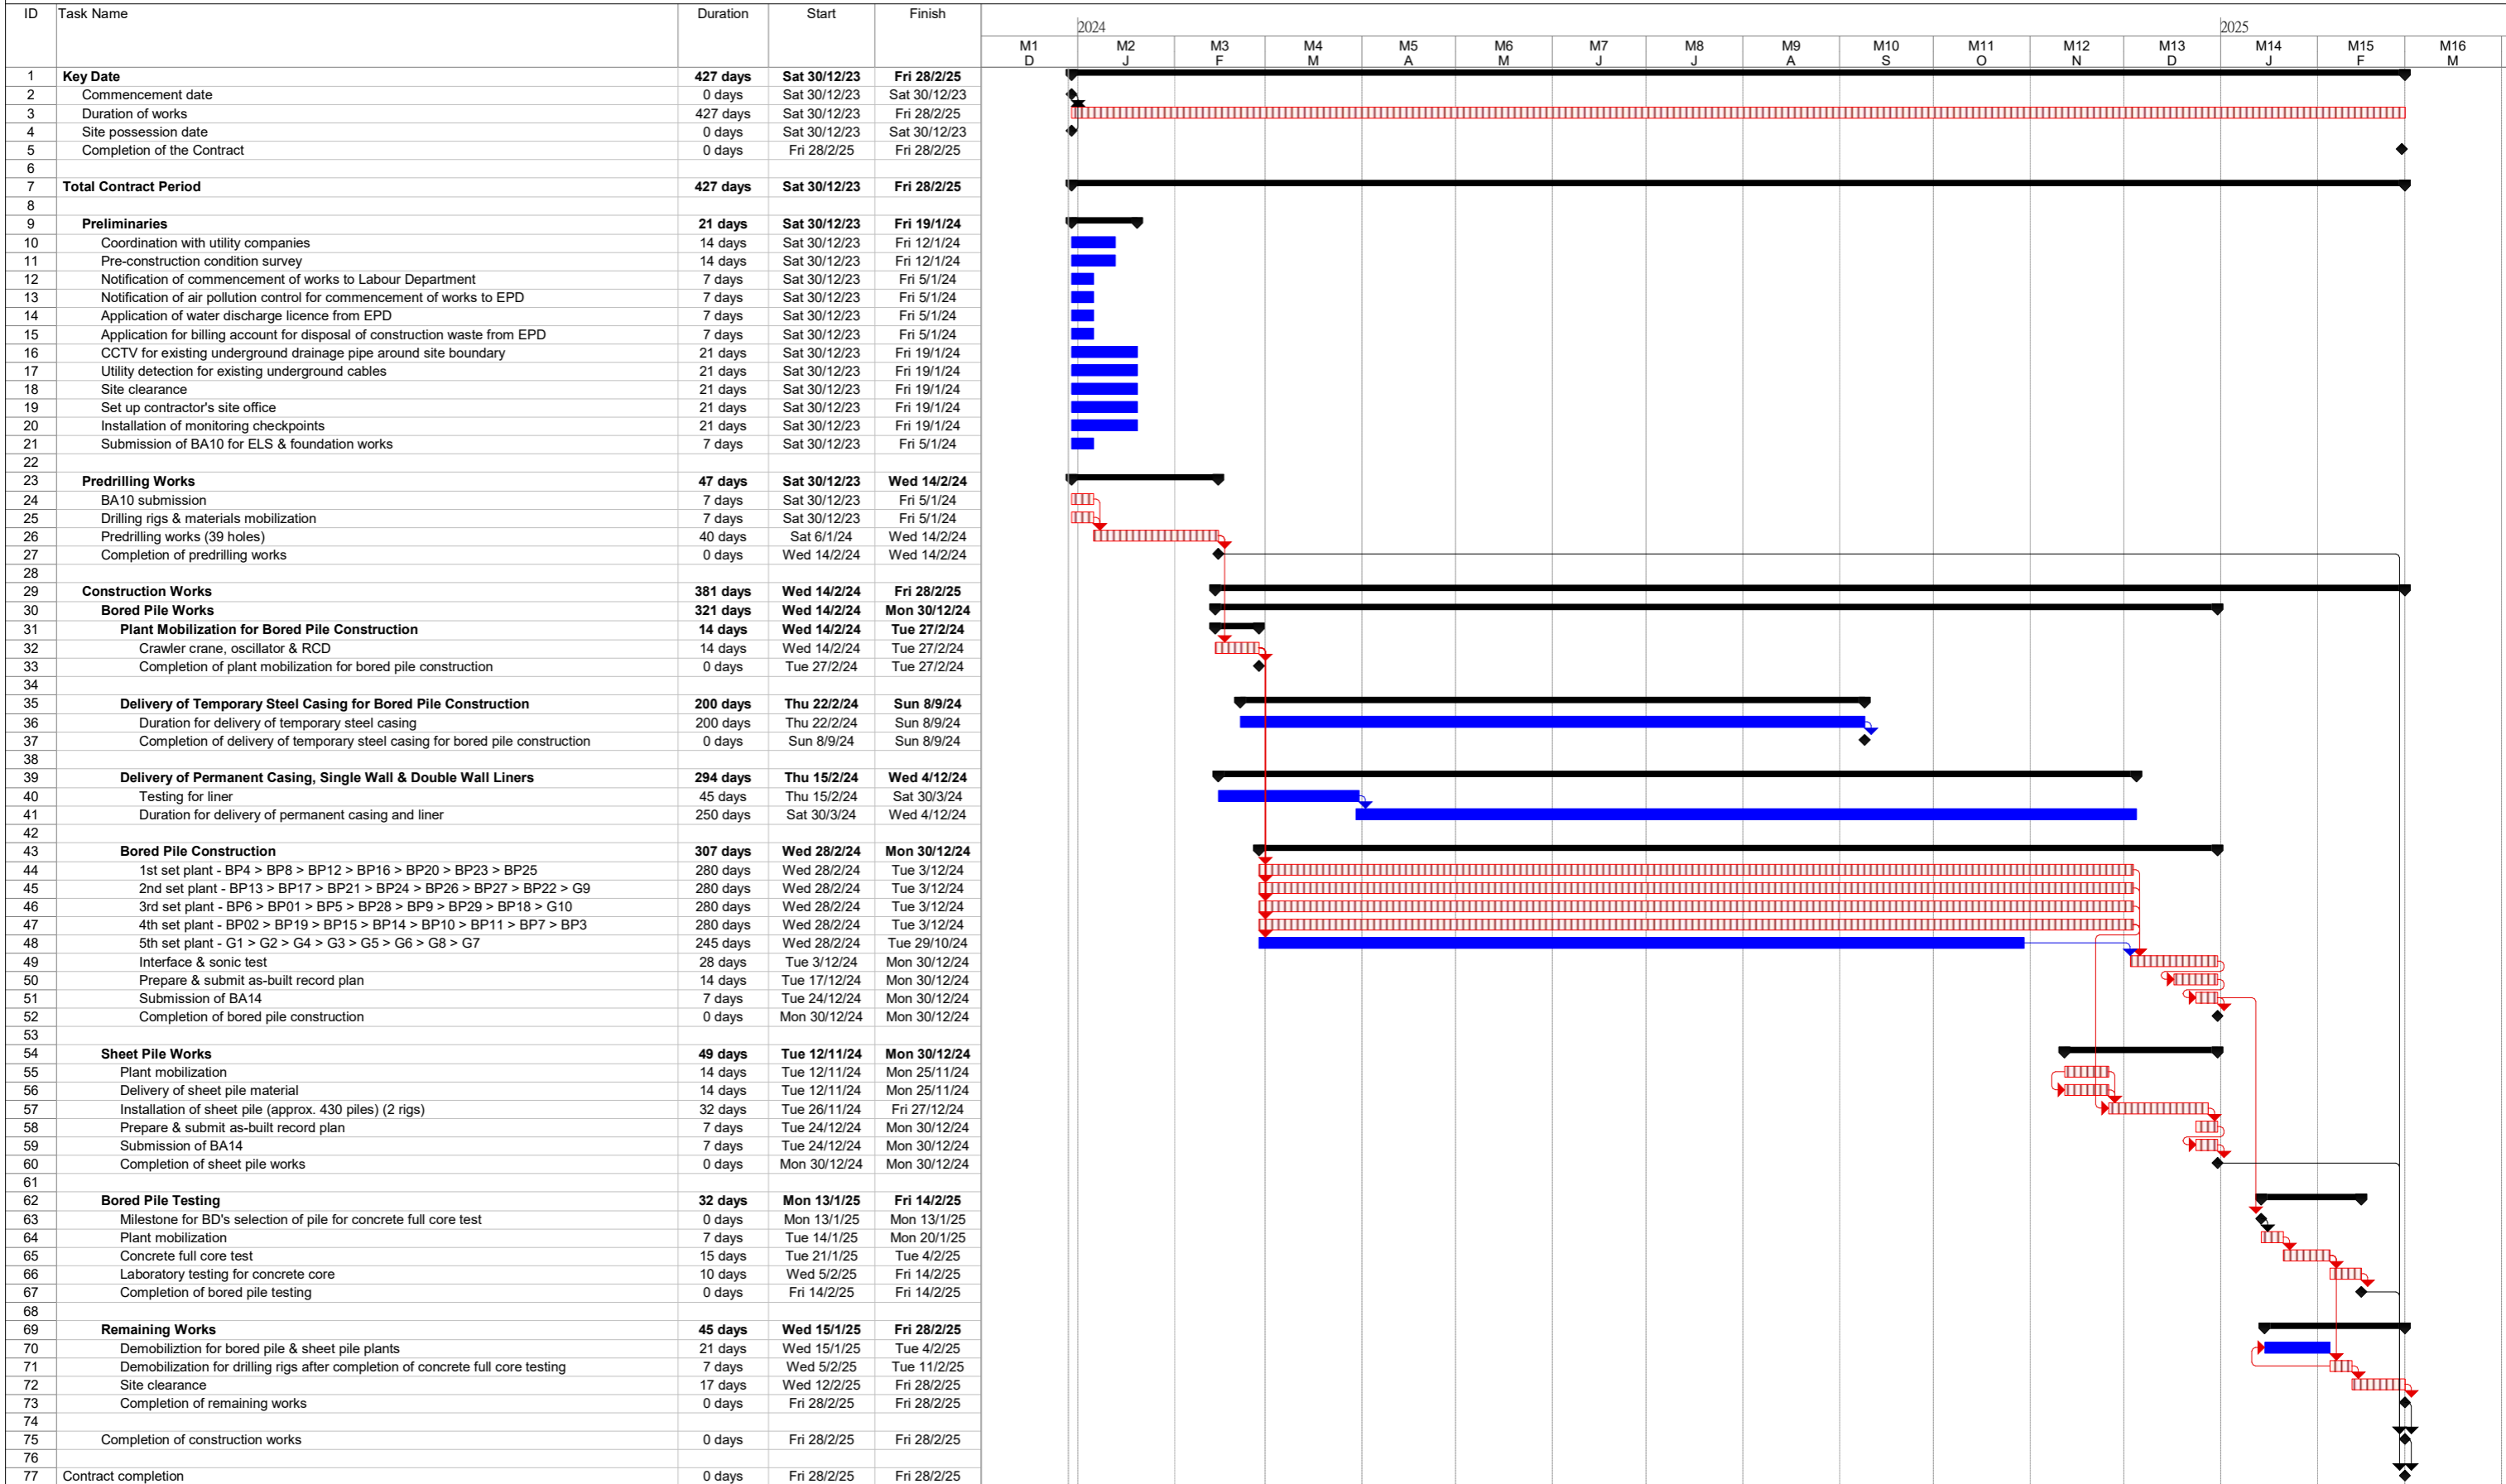 ID Task Name Duration Start Finish
2024 2025
M1 M2 M3 M4 M5 M6 M7 M8 M9 M10 M11 M12 M13 M14 M15 M16
D J F M A M J J A S O N D J F M
1 Key Date 427 days Sat 30/12/23 Fri 28/2/25
2 Commencement date 0 days Sat 30/12/23 Sat 30/12/23
3 Duration of works 427 days Sat 30/12/23 Fri 28/2/25
4 Site possession date 0 days Sat 30/12/23 Sat 30/12/23
5 Completion of the Contract 0 days Fri 28/2/25 Fri 28/2/25
6
7 Total Contract Period 427 days Sat 30/12/23 Fri 28/2/25
8
9 Preliminaries 21 days Sat 30/12/23 Fri 19/1/24
10 Coordination with utility companies 14 days Sat 30/12/23 Fri 12/1/24
11 Pre-construction condition survey 14 days Sat 30/12/23 Fri 12/1/24
12 Notification of commencement of works to Labour Department 7 days Sat 30/12/23 Fri 5/1/24
13 Notification of air pollution control for commencement of works to EPD 7 days Sat 30/12/23 Fri 5/1/24
14 Application of water discharge licence from EPD 7 days Sat 30/12/23 Fri 5/1/24
15 Application for billing account for disposal of construction waste from EPD 7 days Sat 30/12/23 Fri 5/1/24
16 CCTV for existing underground drainage pipe around site boundary 21 days Sat 30/12/23 Fri 19/1/24
17 Utility detection for existing underground cables 21 days Sat 30/12/23 Fri 19/1/24
18 Site clearance 21 days Sat 30/12/23 Fri 19/1/24
19 Set up contractor's site office 21 days Sat 30/12/23 Fri 19/1/24
20 Installation of monitoring checkpoints 21 days Sat 30/12/23 Fri 19/1/24
21 Submission of BA10 for ELS & foundation works 7 days Sat 30/12/23 Fri 5/1/24
22
23 Predrilling Works 47 days Sat 30/12/23 Wed 14/2/24
24 BA10 submission 7 days Sat 30/12/23 Fri 5/1/24
25 Drilling rigs & materials mobilization 7 days Sat 30/12/23 Fri 5/1/24
26 Predrilling works (39 holes) 40 days Sat 6/1/24 Wed 14/2/24
27 Completion of predrilling works 0 days Wed 14/2/24 Wed 14/2/24
28
29 Construction Works 381 days Wed 14/2/24 Fri 28/2/25
30 Bored Pile Works 321 days Wed 14/2/24 Mon 30/12/24
31 Plant Mobilization for Bored Pile Construction 14 days Wed 14/2/24 Tue 27/2/24
32 Crawler crane, oscillator & RCD 14 days Wed 14/2/24 Tue 27/2/24
33 Completion of plant mobilization for bored pile construction 0 days Tue 27/2/24 Tue 27/2/24
34
35 Delivery of Temporary Steel Casing for Bored Pile Construction 200 days Thu 22/2/24 Sun 8/9/24
36 Duration for delivery of temporary steel casing 200 days Thu 22/2/24 Sun 8/9/24
37 Completion of delivery of temporary steel casing for bored pile construction 0 days Sun 8/9/24 Sun 8/9/24
38
39 Delivery of Permanent Casing, Single Wall & Double Wall Liners 294 days Thu 15/2/24 Wed 4/12/24
40 Testing for liner 45 days Thu 15/2/24 Sat 30/3/24
41 Duration for delivery of permanent casing and liner 250 days Sat 30/3/24 Wed 4/12/24
42
43 Bored Pile Construction 307 days Wed 28/2/24 Mon 30/12/24
44 1st set plant - BP4 > BP8 > BP12 > BP16 > BP20 > BP23 > BP25 280 days Wed 28/2/24 Tue 3/12/24
45 2nd set plant - BP13 > BP17 > BP21 > BP24 > BP26 > BP27 > BP22 > G9 280 days Wed 28/2/24 Tue 3/12/24
46 3rd set plant - BP6 > BP01 > BP5 > BP28 > BP9 > BP29 > BP18 > G10 280 days Wed 28/2/24 Tue 3/12/24
47 4th set plant - BP02 > BP19 > BP15 > BP14 > BP10 > BP11 > BP7 > BP3 280 days Wed 28/2/24 Tue 3/12/24
48 5th set plant - G1 > G2 > G4 > G3 > G5 > G6 > G8 > G7 245 days Wed 28/2/24 Tue 29/10/24
49 Interface & sonic test 28 days Tue 3/12/24 Mon 30/12/24
50 Prepare & submit as-built record plan 14 days Tue 17/12/24 Mon 30/12/24
51 Submission of BA14 7 days Tue 24/12/24 Mon 30/12/24
52 Completion of bored pile construction 0 days Mon 30/12/24 Mon 30/12/24
53
54 Sheet Pile Works 49 days Tue 12/11/24 Mon 30/12/24
55 Plant mobilization 14 days Tue 12/11/24 Mon 25/11/24
56 Delivery of sheet pile material 14 days Tue 12/11/24 Mon 25/11/24
57 Installation of sheet pile (approx. 430 piles) (2 rigs) 32 days Tue 26/11/24 Fri 27/12/24
58 Prepare & submit as-built record plan 7 days Tue 24/12/24 Mon 30/12/24
59 Submission of BA14 7 days Tue 24/12/24 Mon 30/12/24
60 Completion of sheet pile works 0 days Mon 30/12/24 Mon 30/12/24
61
62 Bored Pile Testing 32 days Mon 13/1/25 Fri 14/2/25
63 Milestone for BD's selection of pile for concrete full core test 0 days Mon 13/1/25 Mon 13/1/25
64 Plant mobilization 7 days Tue 14/1/25 Mon 20/1/25
65 Concrete full core test 15 days Tue 21/1/25 Tue 4/2/25
66 Laboratory testing for concrete core 10 days Wed 5/2/25 Fri 14/2/25
67 Completion of bored pile testing 0 days Fri 14/2/25 Fri 14/2/25
68
69 Remaining Works 45 days Wed 15/1/25 Fri 28/2/25
70 Demobiliztion for bored pile & sheet pile plants 21 days Wed 15/1/25 Tue 4/2/25
71 Demobilization for drilling rigs after completion of concrete full core testing 7 days Wed 5/2/25 Tue 11/2/25
72 Site clearance 17 days Wed 12/2/25 Fri 28/2/25
73 Completion of remaining works 0 days Fri 28/2/25 Fri 28/2/25
74
75 Completion of construction works 0 days Fri 28/2/25 Fri 28/2/25
76
77 Contract completion 0 days Fri 28/2/25 Fri 28/2/25